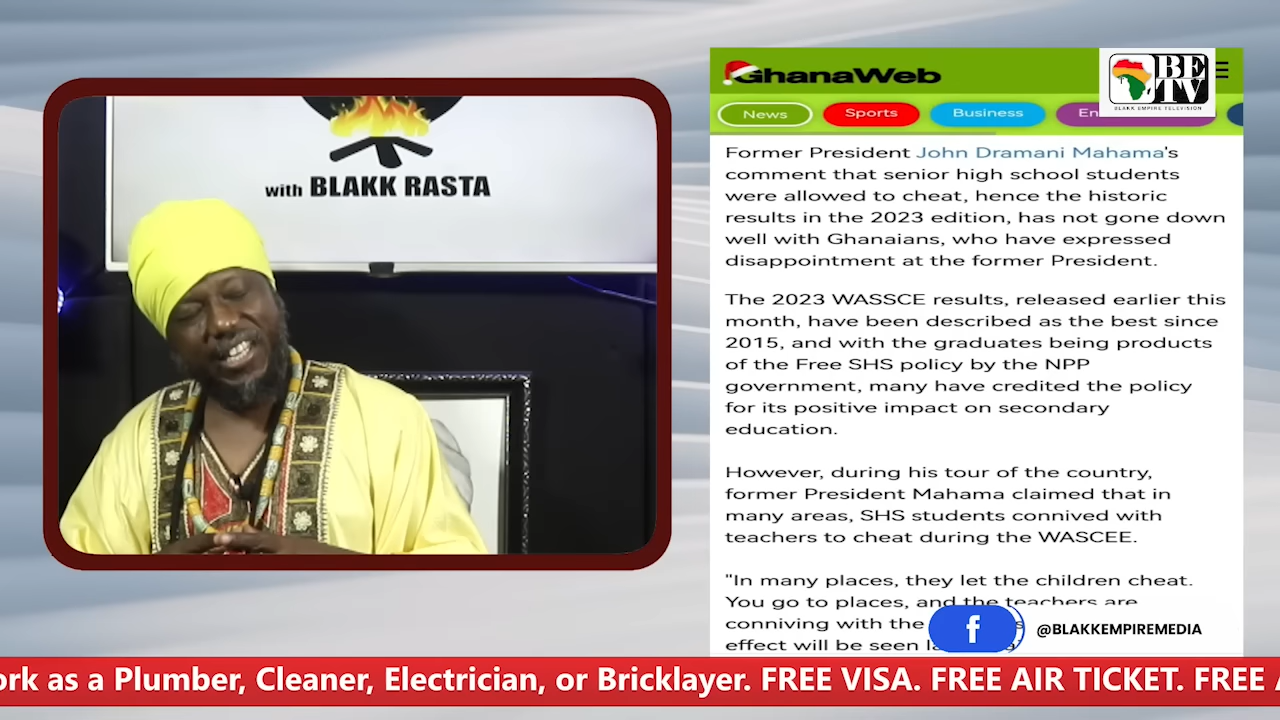 with BLAKK RASTA
GhanaWeb
BE
TV
BLAKK EMPIRE TELEVISION
News
Sports
Business
En
Former President John Dramani Mahama's
comment that senior high school students
were allowed to cheat, hence the historic
results in the 2023 edition, has not gone down
well with Ghanaians, who have expressed
disappointment at the former President.
The 2023 WASSCE results, released earlier this
month, have been described as the best since
2015, and with the graduates being products
of the Free SHS policy by the NPP
government, many have credited the policy
for its positive impact on secondary
education.
However, during his tour of the country,
former President Mahama claimed that in
many areas, SHS students connived with
teachers to cheat during the WASCEE.
"In many places, they let the children cheat.
You go to places, and the teachers are
conniving with the
effect will be seen
f
@BLAKKEMPIREMEDIA
ork as a Plumber, Cleaner, Electrician, or Bricklayer. FREE VISA. FREE AIR TICKET. FREE